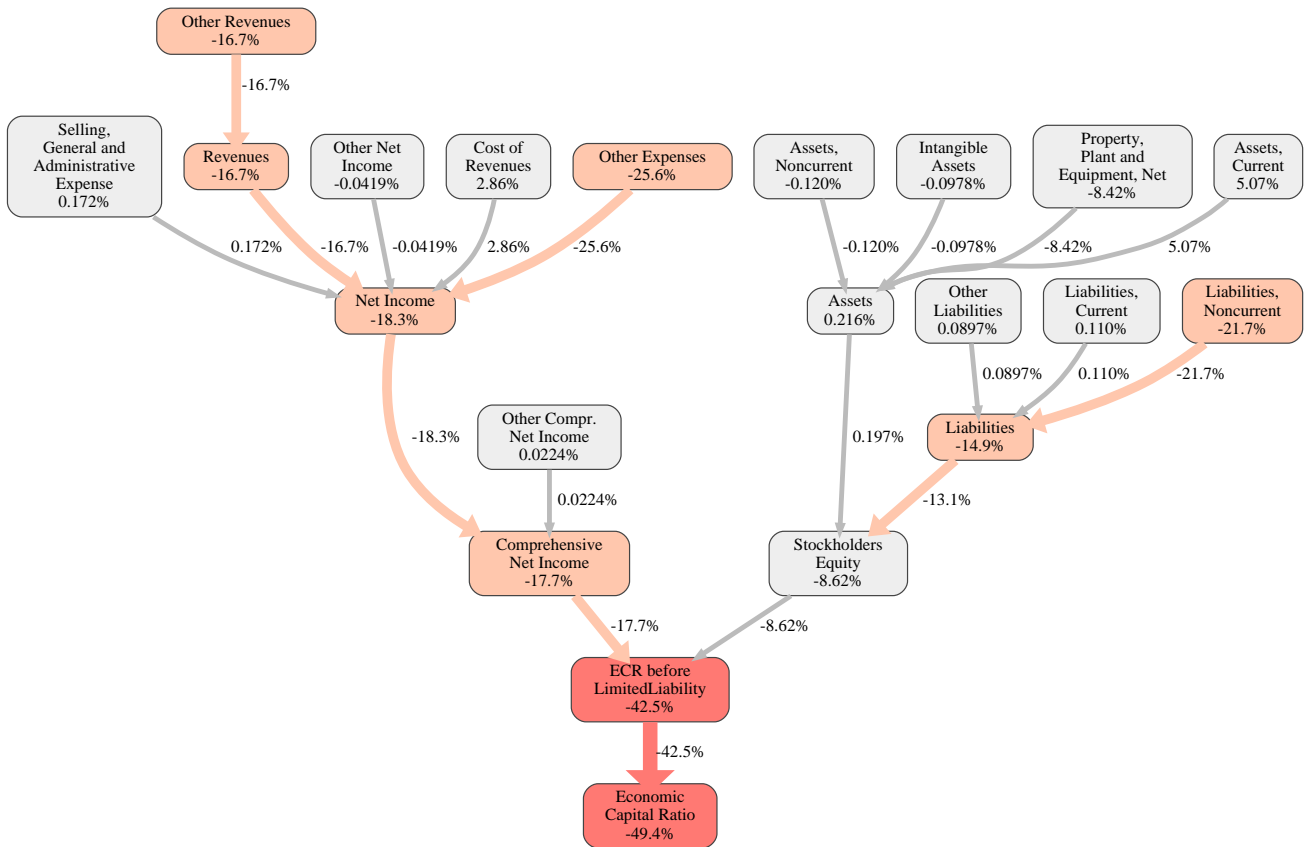 Other Revenues
-16.7%
-16.7%
Selling,
General and
Administrative
Expense
0.172%
Revenues
-16.7%
Other Net
Income
-0.0419%
Cost of
Revenues
2.86%
Other Expenses
-25.6%
Assets,
Noncurrent
-0.120%
Intangible
Assets
-0.0978%
Property,
Plant and
Equipment, Net
-8.42%
Assets,
Current
5.07%
0.172%
-16.7%
-0.0419%
2.86%
-25.6%
-0.120%
-0.0978%
-8.42%
5.07%
Net Income
-18.3%
Assets
0.216%
Other
Liabilities
0.0897%
Liabilities,
Current
0.110%
Liabilities,
Noncurrent
-21.7%
0.0897%
0.110%
-21.7%
-18.3%
Other Compr.
Net Income
0.0224%
0.197%
Liabilities
-14.9%
0.0224%
-13.1%
Comprehensive
Net Income
-17.7%
Stockholders
Equity
-8.62%
-17.7%
-8.62%
ECR before
LimitedLiability
-42.5%
-42.5%
Economic
Capital Ratio
-49.4%